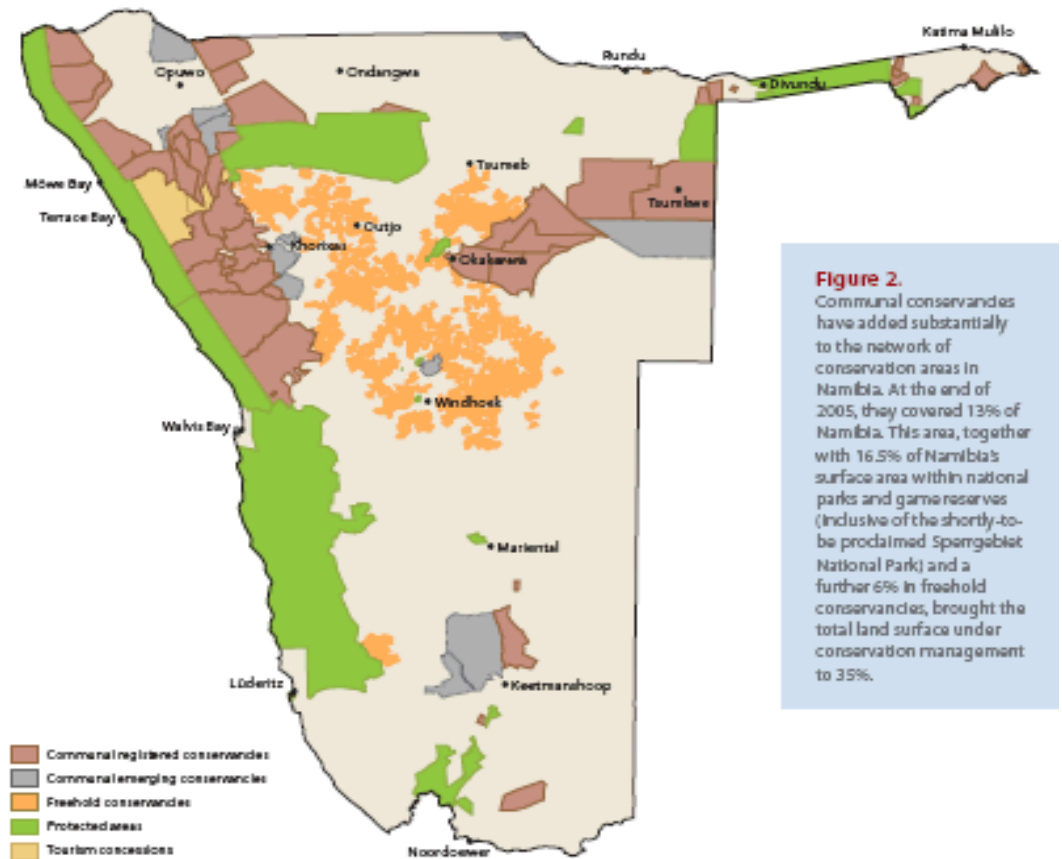 Katima Mulilo
Rundu
Opuwo
Ondangwa
Divundu
Tsumeb
Möwe Bay
Tsumkwe
Terrace Bay
Outjo
Khorixas
Okakarara
Windhoek
Walvis Bay
Mariental
Lüderitz
Keetmanshoop
Noordoewer
Figure 2.
Communal conservancies
have added substantially
to the network of
conservation areas in
Namibia. At the end of
2005, they covered 13% of
Namibia. This area, together
with 16.5% of Namibia's
surface area within national
parks and game reserves
(inclusive of the shortly-to-
be proclaimed Sperrgebiet
National Park) and a
further 6% in freehold
conservancies, brought the
total land surface under
conservation management
to 35%.
Communal registered conservancies
Communal emerging conservancies
Freehold conservancies
Protected areas
Tourism concessions